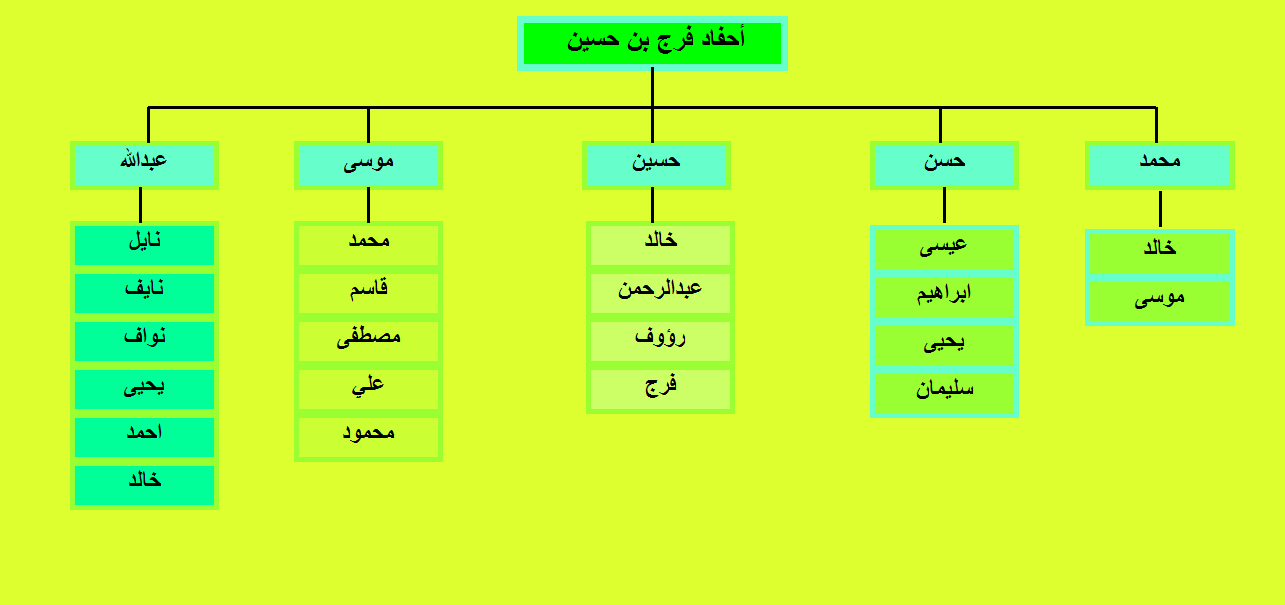 أحفاد فرج بن حسين
محمد
خالد
موسى
حسن
عيسى
ابراهيم
يحيى
سليمان
حسين
خالد
عبدالرحمن
رؤوف
فرج
موسى
محمد
قاسم
مصطفى
علي
محمود
عبدالله
نايل
نايف
نواف
يحيى
احمد
خالد